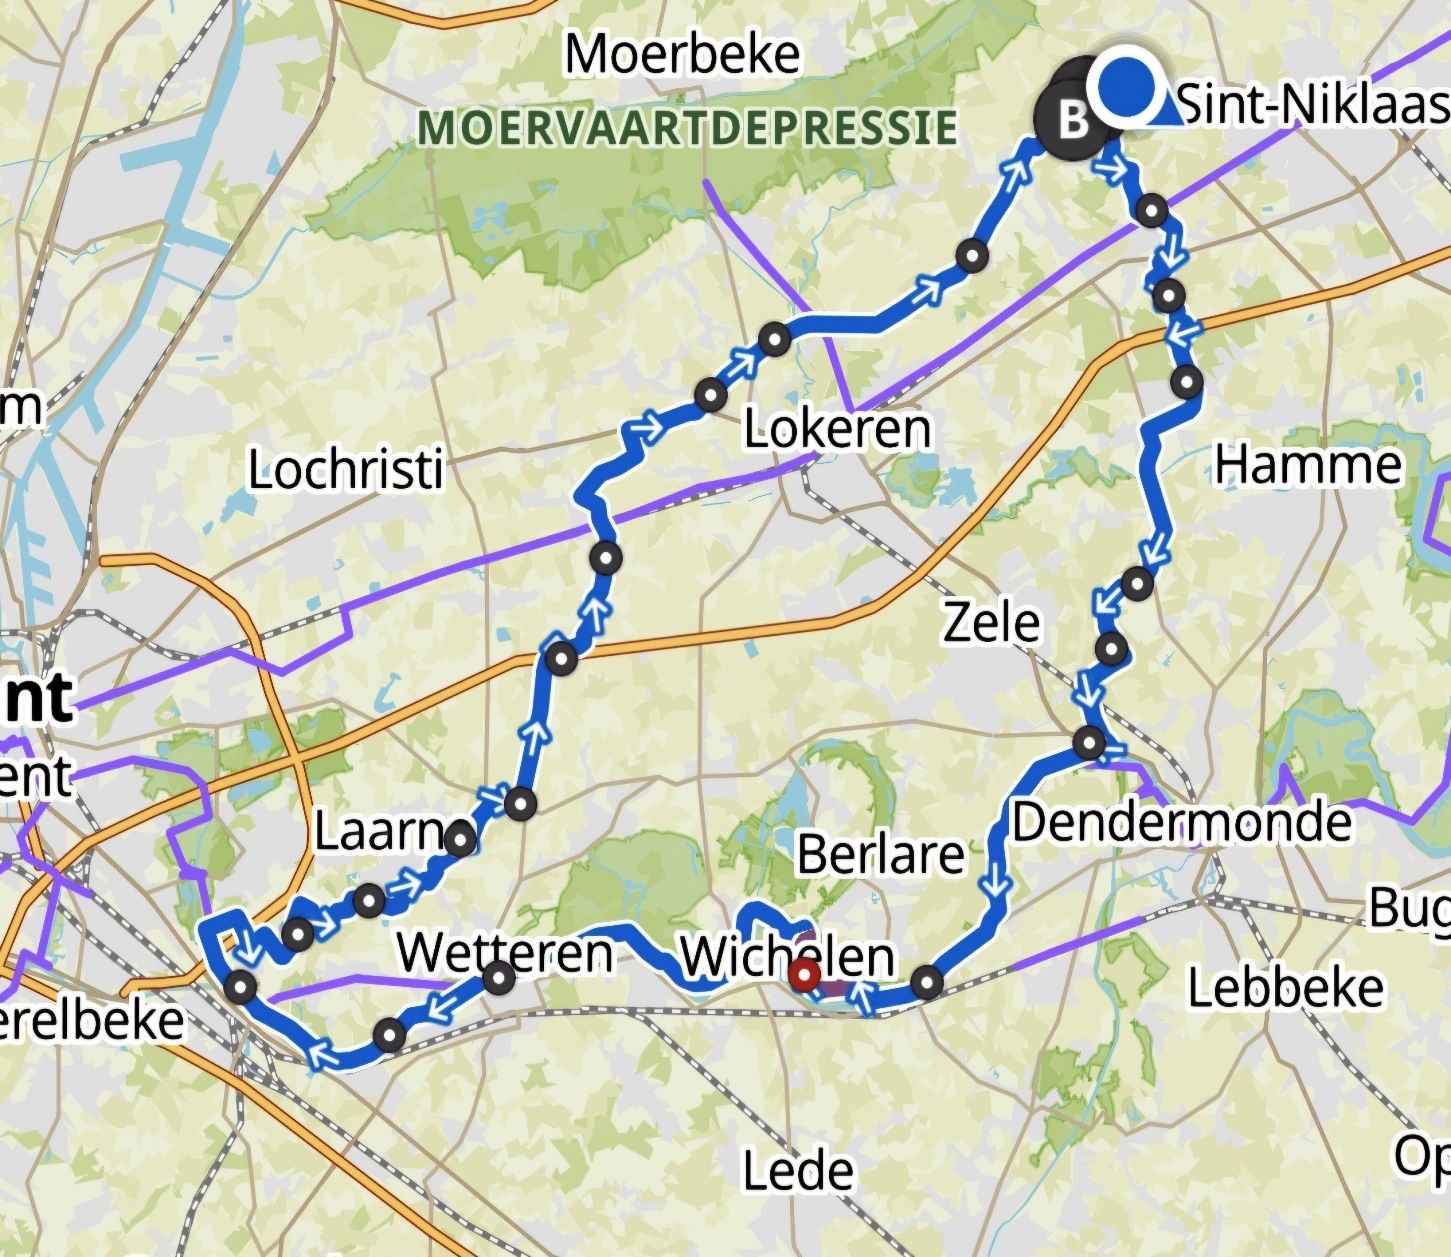 Moerbeke
MOERVAARTDEPRESSIE
B
Sint-Niklaas
m
Lokeren
Lochristi
Hamme
Zele
nt
ent
Laarn
Dendermonde
Berlare
Bug
Wetteren
Wichelen
Lebbeke
erelbeke
Op
Lede